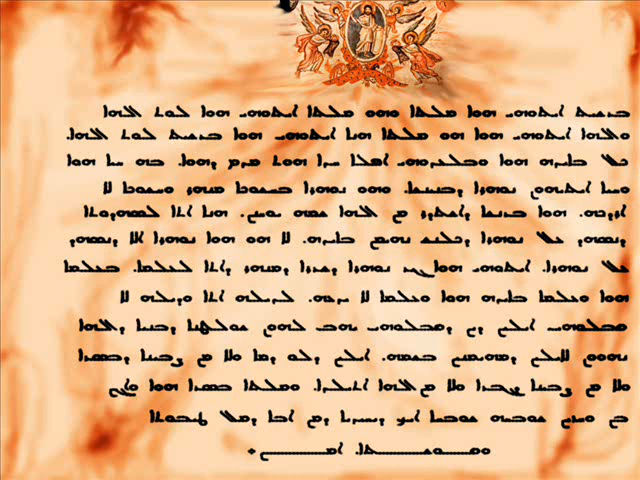 ܒܪܫܝܬ ܐܝܬܘܗܝ ܗܘܐ ܡܠܬܐ ܘܗܘ ܡܠܬܐ ܐܝܬܘܗܝ ܗܘܐ ܠܘܬ ܐܠܗܐ
ܘܐܠܗܐ ܐܝܬܘܗܝ ܗܘܐ ܗܘ ܡܠܬܐ ܗܢܐ ܐܝܬܘܗܝ ܗܘܐ ܒܪܫܝܬ ܠܘܬ ܐܠܗܐ.
ܟܠ ܒܐܝܕܗ ܗܘܐ ܘܒܠܥܕܘܗܝ ܐܦܠܐ ܚܕܐ ܗܘܬ ܡܕܡ ܕܗܘܐ. ܒܗ ܚܝܐ ܗܘܐ
ܘܚܝܐ ܐܝܬܝܗܘܢ ܢܘܗܪܐ ܕܒܢܝܢܫܐ. ܘܗܘ ܢܘܗܪܐ ܒܚܫܘܟܐ ܡܢܗܪ ܘܚܫܘܟܐ ܠܐ
ܐܕܪܟܗ. ܗܘܐ ܒܪܢܫܐ ܕܐܫܬܕܪ ܡܢ ܐܠܗܐ ܫܡܗ ܝܘܚܢܢ. ܗܢܐ ܐܬܐ ܠܣܗܕܘܬܐ
ܕܢܣܗܕ ܥܠ ܢܘܗܪܐ ܕܟܠܢܫ ܢܗܝܡܢ ܒܐܝܕܗ. ܠܐ ܗܘ ܗܘܐ ܢܘܗܪܐ ܐܠܐ ܕܢܣܗܕ
ܥܠ ܢܘܗܪܐ. ܐܝܬܘܗܝ ܗܘܐ ܓܝܪ ܢܘܗܪܐ ܕܫܪܪܐ ܕܡܢܗܪ ܕܐܬܐ ܠܥܠܡܐ. ܒܥܠܡܐ
ܗܘܐ ܘܥܠܡܐ ܒܐܝܕܗ ܗܘܐ ܘܥܠܡܐ ܠܐ ܝܕܥܗ. ܠܕܝܠܗ ܐܬܐ ܘܕܝܠܗ ܠܐ
ܩܒܠܘܗܝ ܐܝܠܝܢ ܕܝܢ ܕܩܒܠܘܗܝ ܝܗܒ ܠܗܘܢ ܫܘܠܛܢܐ ܕܒܢܝܐ ܕܐܠܗܐ
ܢܗܘܘܢ ܠܐܝܠܝܢ ܕܡܗܝܡܢܝܢ ܒܫܡܗ. ܐܝܠܝܢ ܕܠܘ ܕܡܐ ܘܠܐ ܡܢ ܨܒܝܢܐ ܕܒܣܪܐ
ܘܠܐ ܡܢ ܨܒܝܢܐ ܕܓܒܪܐ ܐܠܐ ܡܢ ܐܠܗܐ ܐܬܝܠܕܘ. ܘܡܠܬܐ ܒܣܪܐ ܗܘܐ ܘܐܓܢ
ܒܢ ܘܚܙܝܢ ܫܘܒܚܗ ܫܘܒܚܐ ܐܝܟ ܕܝܚܝܕܝܐ ܕܡܢ ܐܒܐ ܕܡܠܐ ܛܝܒܘܬܐ
ܘܩܘܫܬܐ. ܐܡܝܢ܀